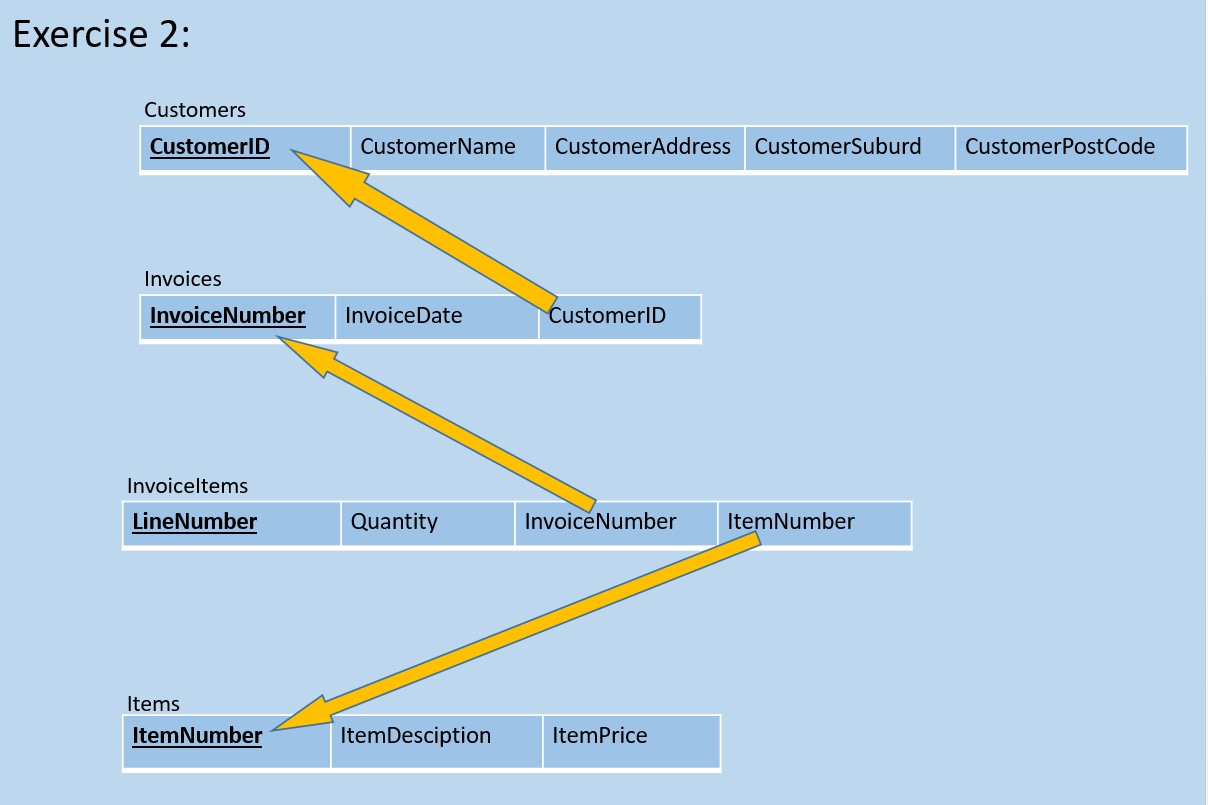 Exercise 2:
Customers
CustomerID CustomerName CustomerAddress CustomerSuburd CustomerPostCode
Invoices
InvoiceNumber InvoiceDate CustomerID
InvoiceItems
LineNumber Quantity InvoiceNumber ItemNumber
Items
ItemNumber ItemDesciption ItemPrice